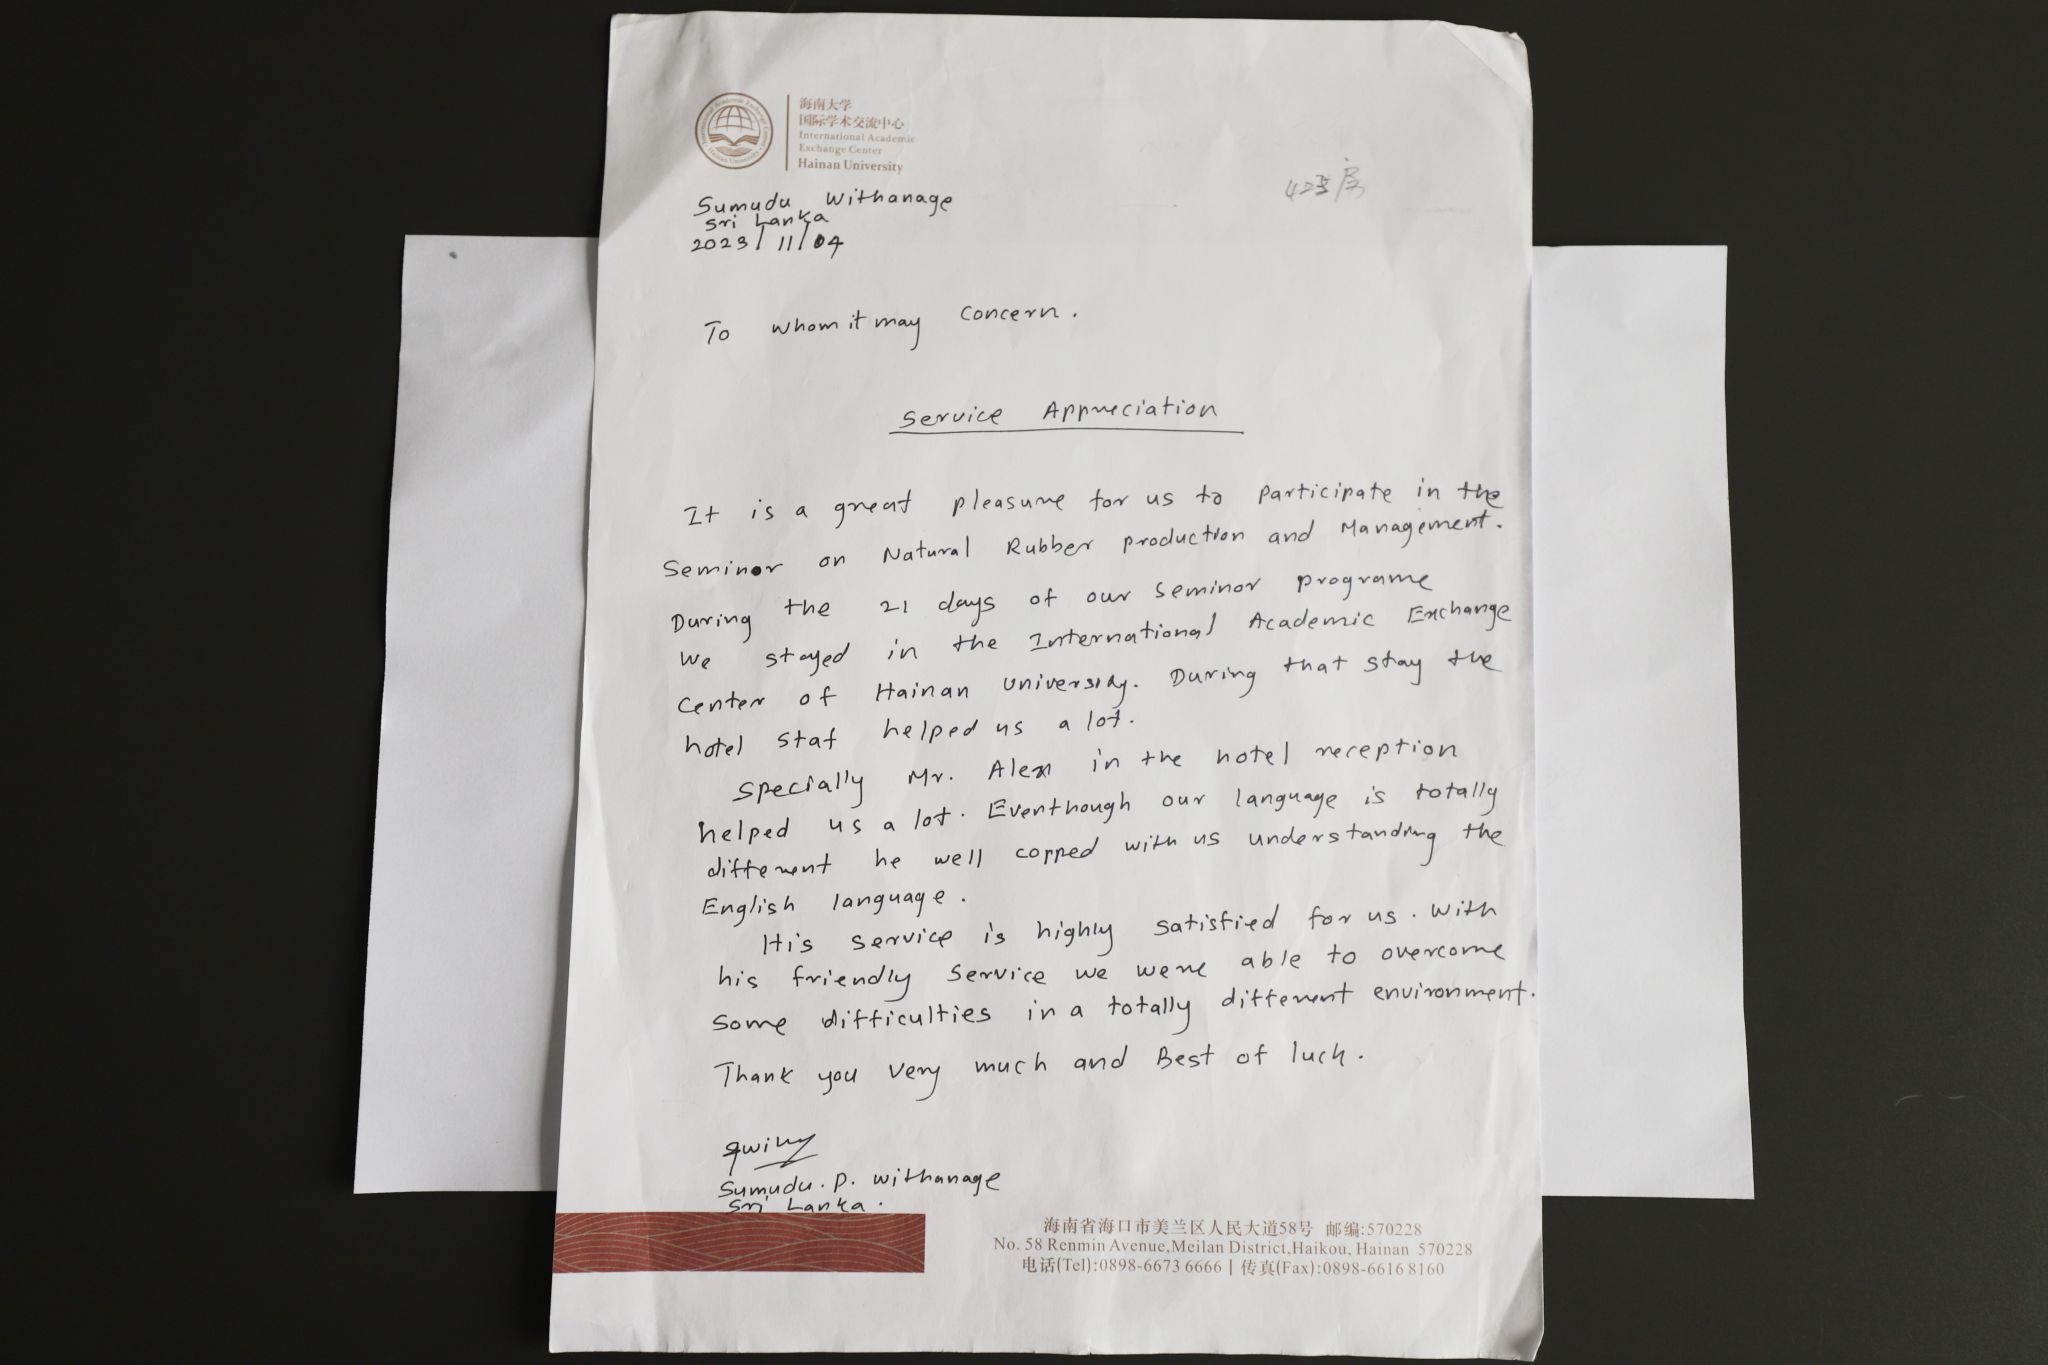 海南大学
国际学术交流中心
International Academic
Exchange Center
Hainan University
Sumudu Withanage
Sri Lanka
2023/11/04
To whom it may concern.
Service Appreciation
It is a great pleasure for us to participate in the
Seminor on Natural Rubber production and Management.
During the 21 days of our seminor programe
we stayed in the International Academic Exchange
center of Hainan university. During that stay the
hotel staf helped us a lot.
Specially Mr. Alex in the hotel reception
helped us a lot. Eventhough our language is totally
different he well copped with us understanding the
English language.
His service is highly satisfied for us. With
his friendly service we were able to overcome
some difficulties in a totally different environment.
Thank you very much and Best of luck.
Sumudu. P. Withanage
Sri Lanka.
海南省海口市美兰区人民大道58号 邮编:570228
No. 58 Renmin Avenue,Meilan District,Haikou, Hainan 570228
电话(Tel):0898-6673 6666 | 传真(Fax):0898-6616 8160